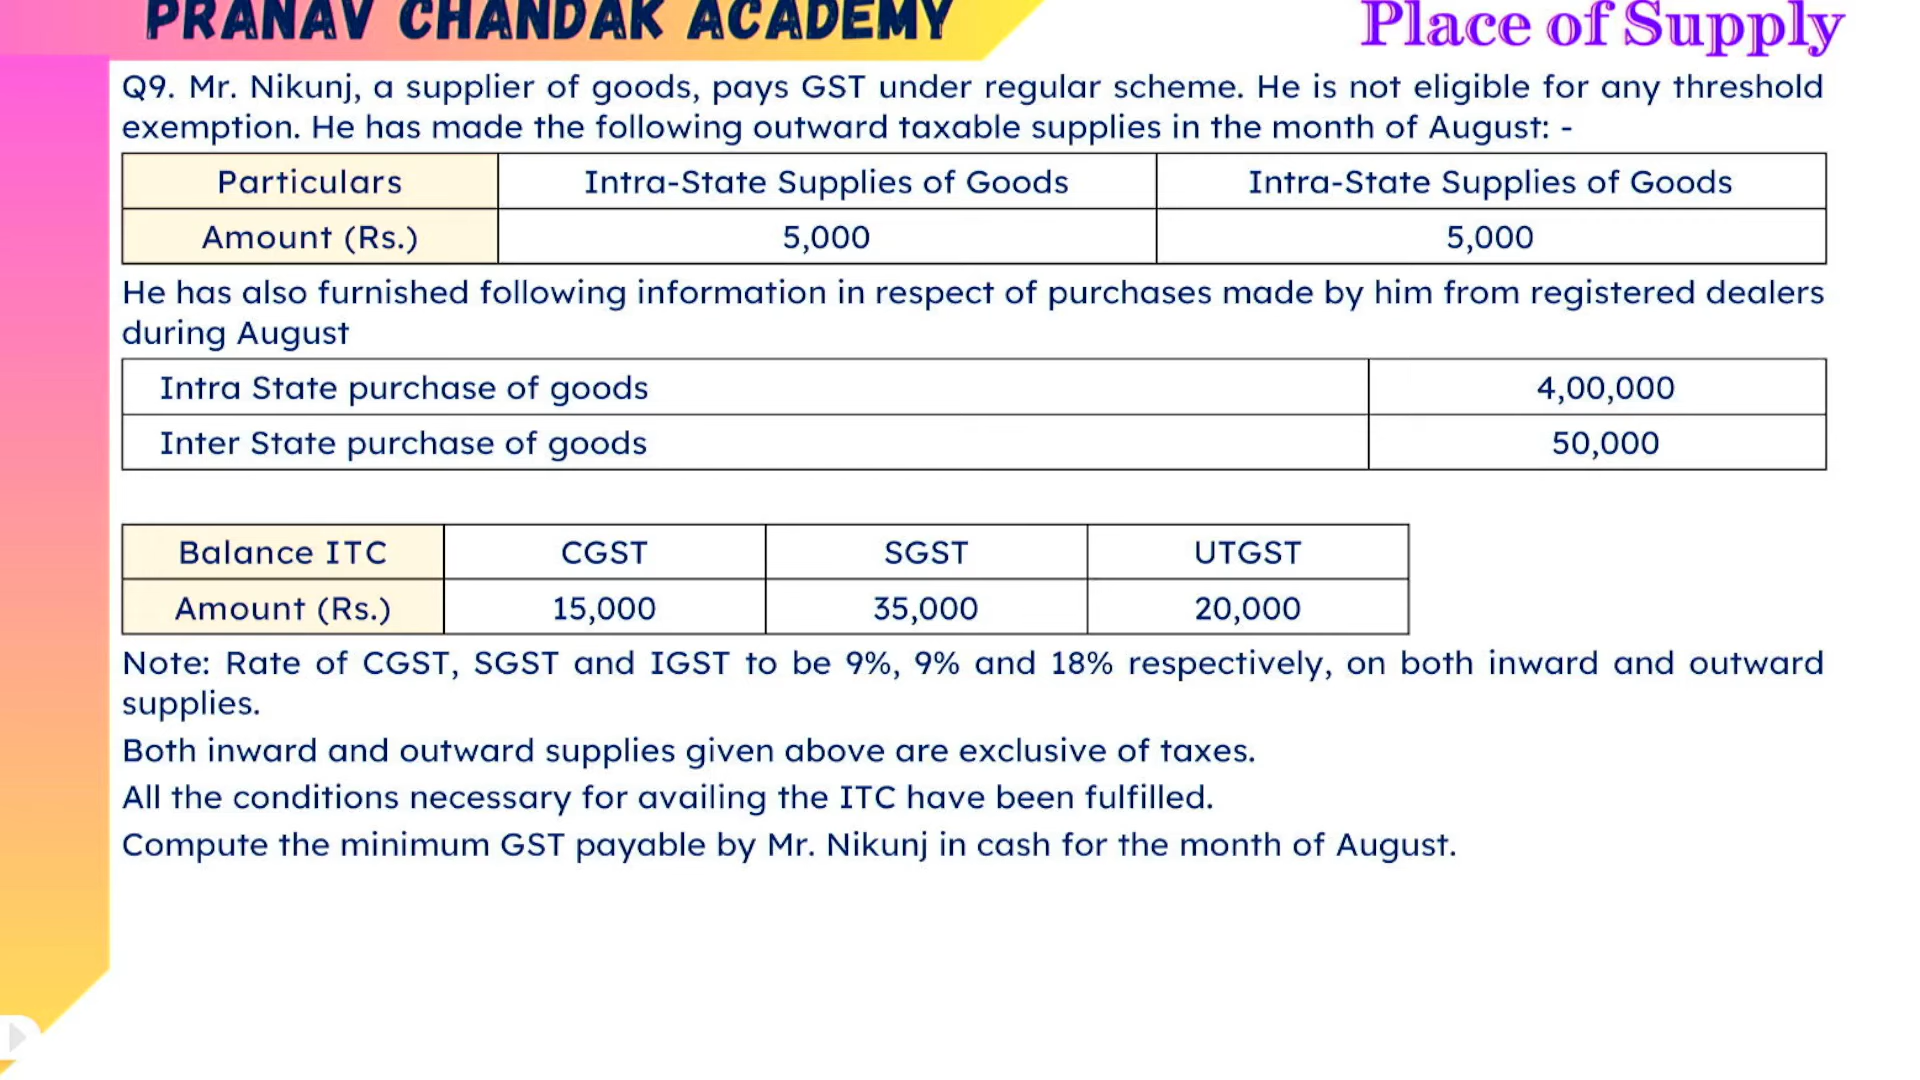 PRANAV CHANDAK ACADEMY
Place of Supply
Q9. Mr. Nikunj, a supplier of goods, pays GST under regular scheme. He is not eligible for any threshold
exemption. He has made the following outward taxable supplies in the month of August: -
Particulars Intra-State Supplies of Goods Intra-State Supplies of Goods
Amount (Rs.) 5,000 5,000
He has also furnished following information in respect of purchases made by him from registered dealers
during August
Intra State purchase of goods 4,00,000
Inter State purchase of goods 50,000
Balance ITC CGST SGST UTGST
Amount (Rs.) 15,000 35,000 20,000
Note: Rate of CGST, SGST and IGST to be 9%, 9% and 18% respectively, on both inward and outward
supplies.
Both inward and outward supplies given above are exclusive of taxes.
All the conditions necessary for availing the ITC have been fulfilled.
Compute the minimum GST payable by Mr. Nikunj in cash for the month of August.